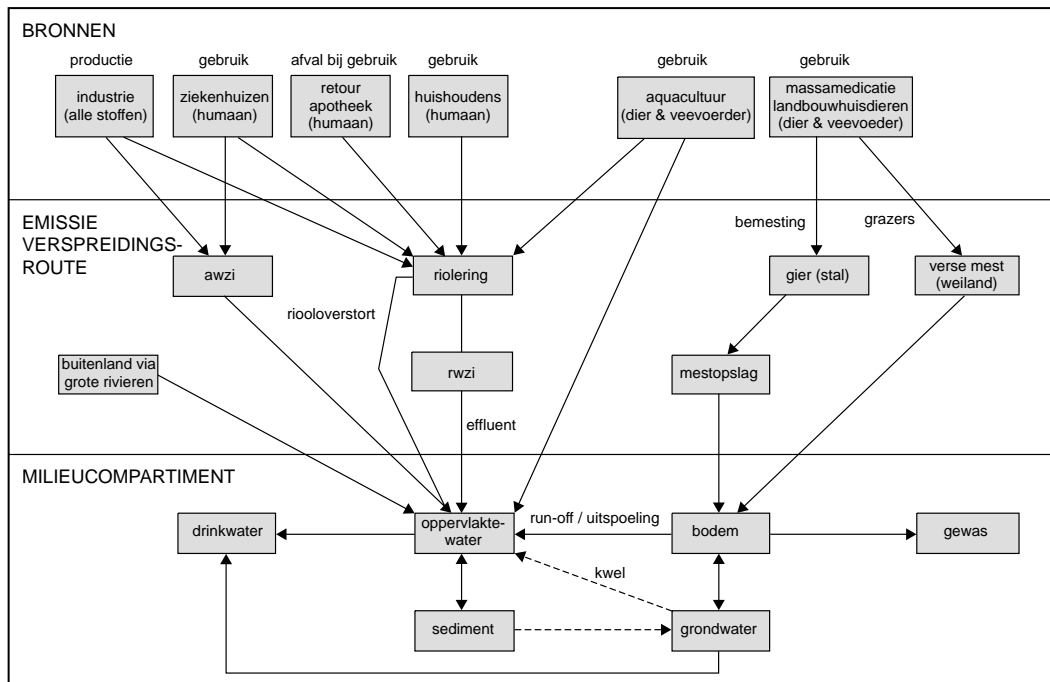 BRONNEN
productie
gebruik
afval bij gebruik
gebruik
gebruik
gebruik
industrie
(alle stoffen)
ziekenhuizen
(humaan)
retour
apotheek
(humaan)
huishoudens
(humaan)
aquacultuur
(dier & veevoerder)
massamedicatie
landbouwhuisdieren
(dier & veevoeder)
EMISSIE
VERSPREIDINGS-
ROUTE
bemesting
grazers
awzi
riolering
gier (stal)
verse mest
(weiland)
riooloverstort
buitenland via
grote rivieren
rwzi
mestopslag
effluent
MILIEUCOMPARTIMENT
drinkwater
oppervlakte-
water
run-off / uitspoeling
bodem
gewas
kwel
sediment
grondwater